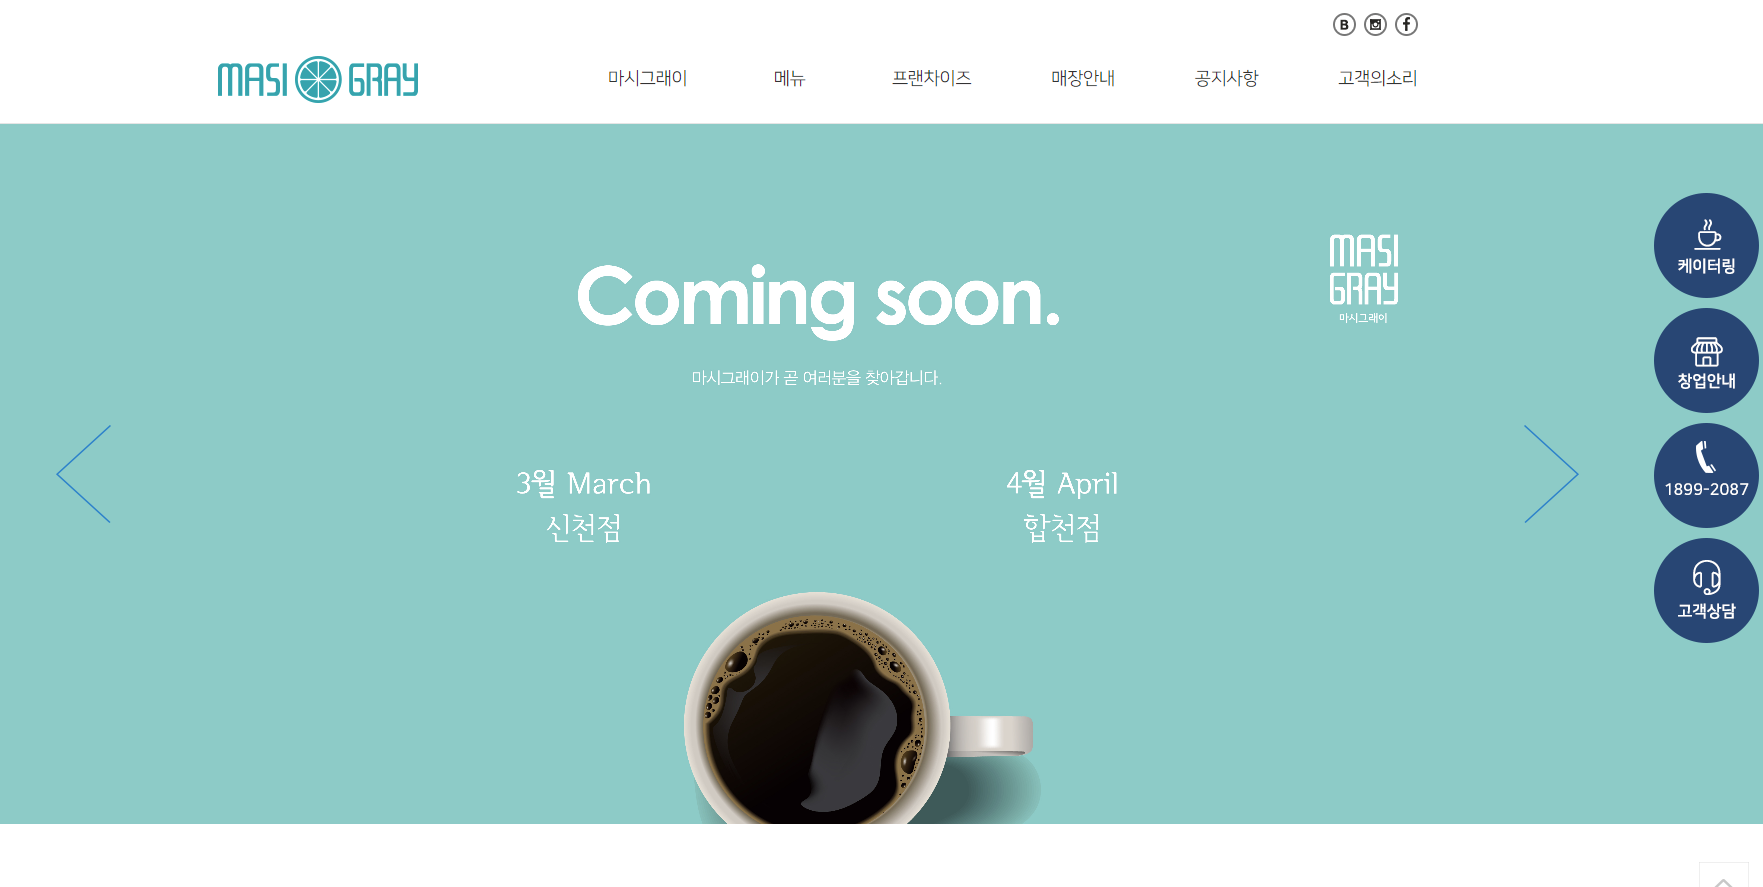 B
MASI GRAY
마시그래이 메뉴 프랜차이즈 매장안내 공지사항 고객의소리
MASI
GRAY
마시그래이
Coming soon.
마시그래이가 곧 여러분을 찾아갑니다.
3월 March
신천점
4월 April
합천점
케이터링
창업안내
1899-2087
고객상담